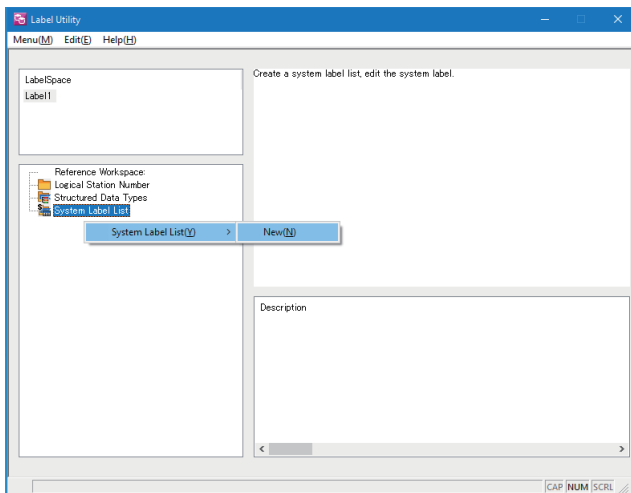 Label Utility
Menu(M) Edit(E) Help(H)
LabelSpace
Label1
Create a system label list, edit the system label.
Reference Workspace:
Logical Station Number
Structured Data Types
System Label List
System Label List(Y) > New(N)
Description
CAP NUM SCRL